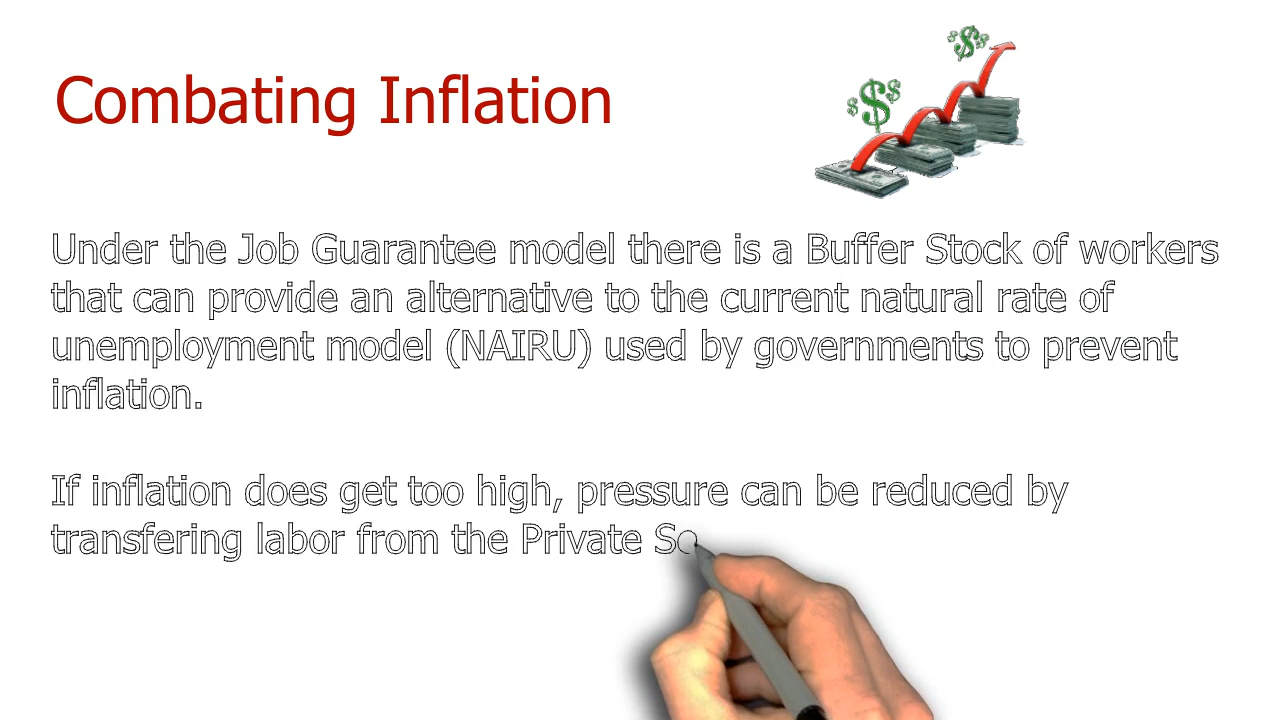 Combating Inflation
Under the Job Guarantee model there is a Buffer Stock of workers
that can provide an alternative to the current natural rate of
unemployment model (NAIRU) used by governments to prevent
inflation.
If inflation does get too high, pressure can be reduced by
transfering labor from the Private